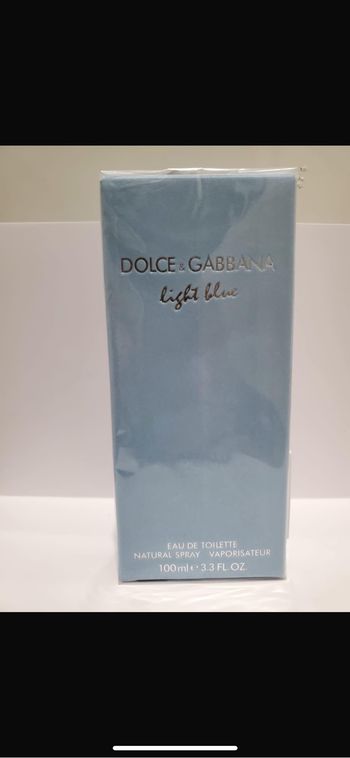 DOLCE & GABBANA
light blue
EAU DE TOILETTE
NATURAL SPRAY VAPORISATEUR
100ml e 3.3 FL.OZ.